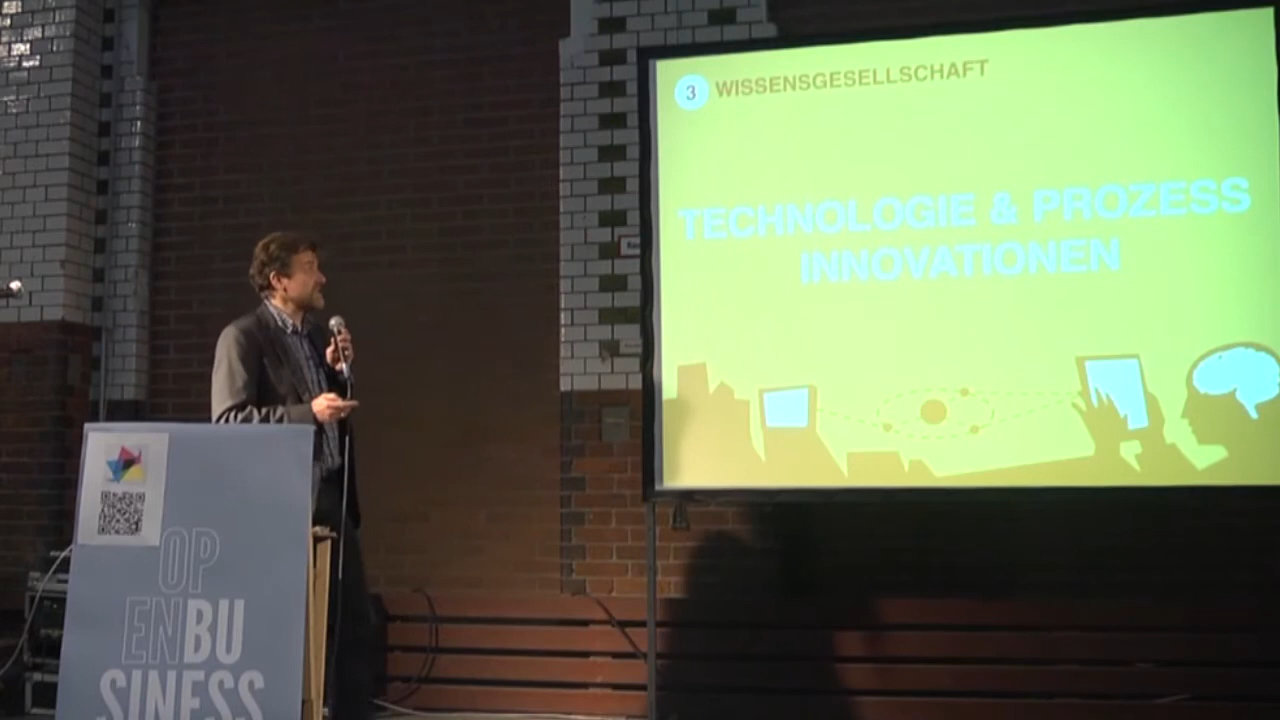 3 WISSENSGESELLSCHAFT
TECHNOLOGIE & PROZESS
INNOVATIONEN
OP
ENBU
SINESS